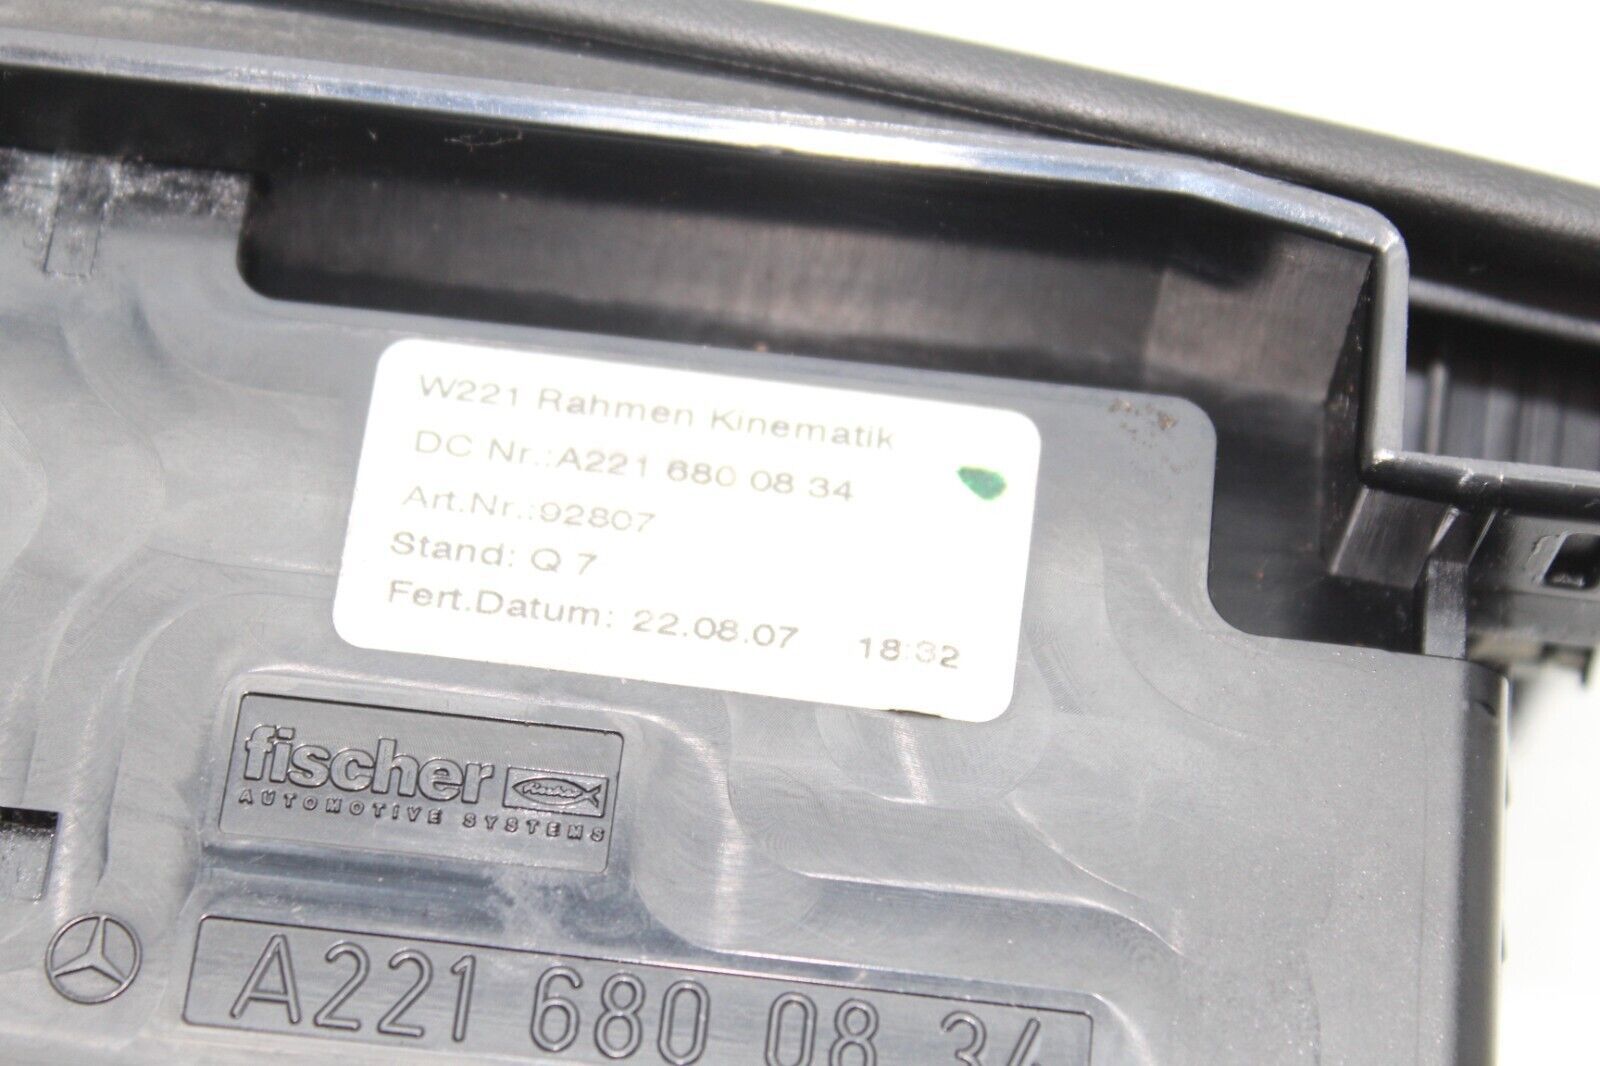 W221 Rahmen Kinematik
DC Nr.:A221 680 08 34
Art.Nr.:92807
Stand: Q 7
Fert.Datum: 22.08.07 18:32
fischer
AUTOMOTIVE SYSTEMS
A221 680 08 34